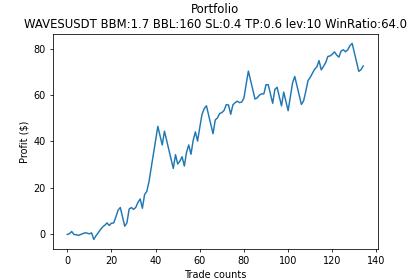 Portfolio
WAVESUSDT BBM:1.7 BBL:160 SL:0.4 TP:0.6 lev:10 WinRatio:64.0
80
60
40
20
0
Profit ($)
0 20 40 60 80 100 120 140
Trade counts